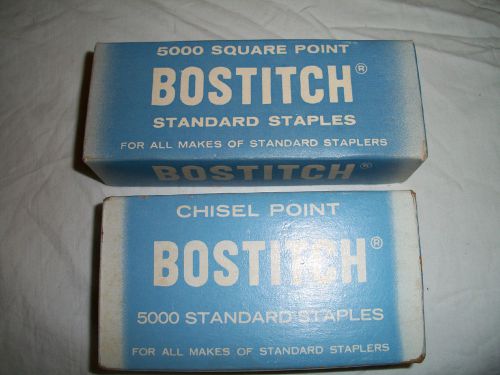 5000 SQUARE POINT
BOSTITCH®
STANDARD STAPLES
FOR ALL MAKES OF STANDARD STAPLERS
BOSTITCH®
CHISEL POINT
BOSTITCH®
5000 STANDARD STAPLES
FOR ALL MAKES OF STANDARD STAPLERS